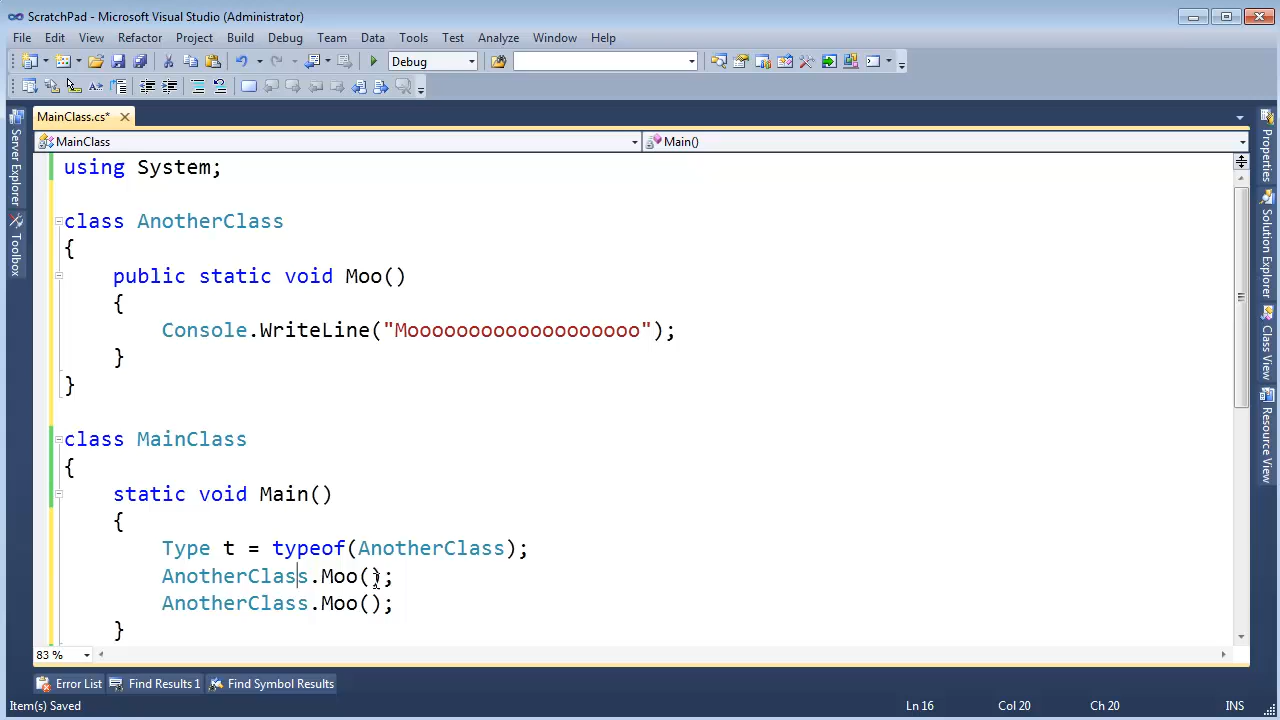 ScratchPad - Microsoft Visual Studio (Administrator)
File Edit View Refactor Project Build Debug Team Data Tools Test Analyze Window Help
Debug
MainClass.cs*
MainClass Main()
using System;
class AnotherClass
{
public static void Moo()
{
Console.WriteLine("Mooooooooooooooooooo");
}
}
class MainClass
{
static void Main()
{
Type t = typeof(AnotherClass);
AnotherClass.Moo();
AnotherClass.Moo();
}
83 %
Error List Find Results 1 Find Symbol Results
Item(s) Saved Ln 16 Col 20 Ch 20 INS
Server Explorer
Toolbox
Properties
Solution Explorer
Class View
Resource View